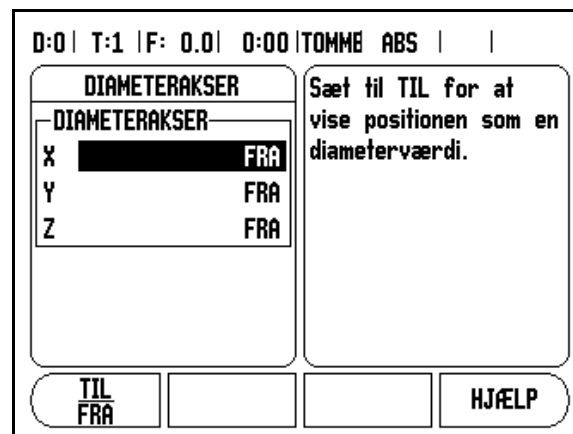 D:0 | T:1 | F: 0.0 | 0:00 | TOMME ABS | |
DIAMETERAKSER
DIAMETERAKSER
X FRA
Y FRA
Z FRA
Sæt til TIL for at
vise positionen som en
diameterværdi.
TIL
FRA
HJÆLP